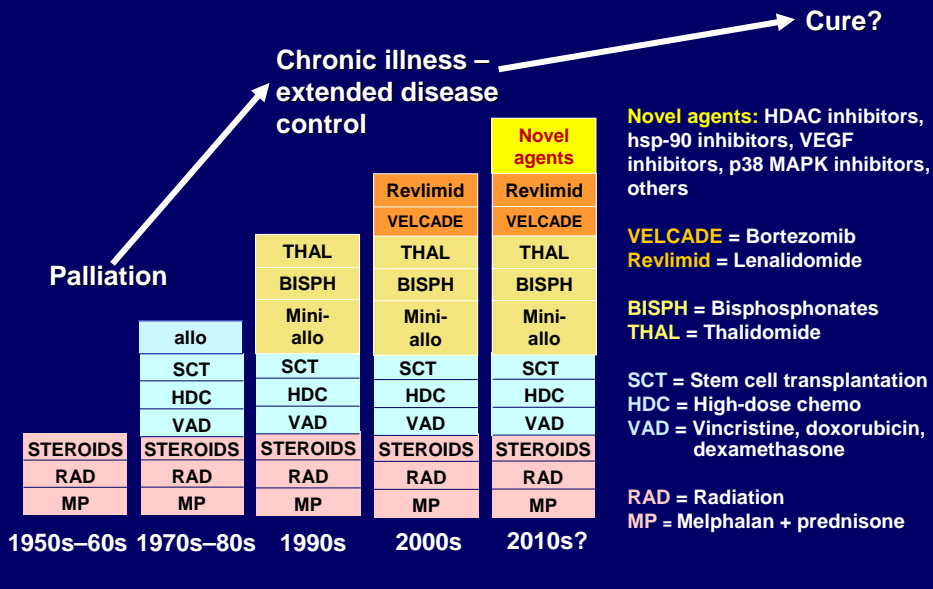 Cure?
Chronic illness –
extended disease
control
Palliation
STEROIDS
RAD
MP
1950s–60s
allo
SCT
HDC
VAD
STEROIDS
RAD
MP
1970s–80s
THAL
BISPH
Mini-
allo
SCT
HDC
VAD
STEROIDS
RAD
MP
1990s
Revlimid
VELCADE
THAL
BISPH
Mini-
allo
SCT
HDC
VAD
STEROIDS
RAD
MP
2000s
Novel
agents
Revlimid
VELCADE
THAL
BISPH
Mini-
allo
SCT
HDC
VAD
STEROIDS
RAD
MP
2010s?
Novel agents: HDAC inhibitors,
hsp-90 inhibitors, VEGF
inhibitors, p38 MAPK inhibitors,
others
VELCADE = Bortezomib
Revlimid = Lenalidomide
BISPH = Bisphosphonates
THAL = Thalidomide
SCT = Stem cell transplantation
HDC = High-dose chemo
VAD = Vincristine, doxorubicin,
dexamethasone
RAD = Radiation
MP = Melphalan + prednisone